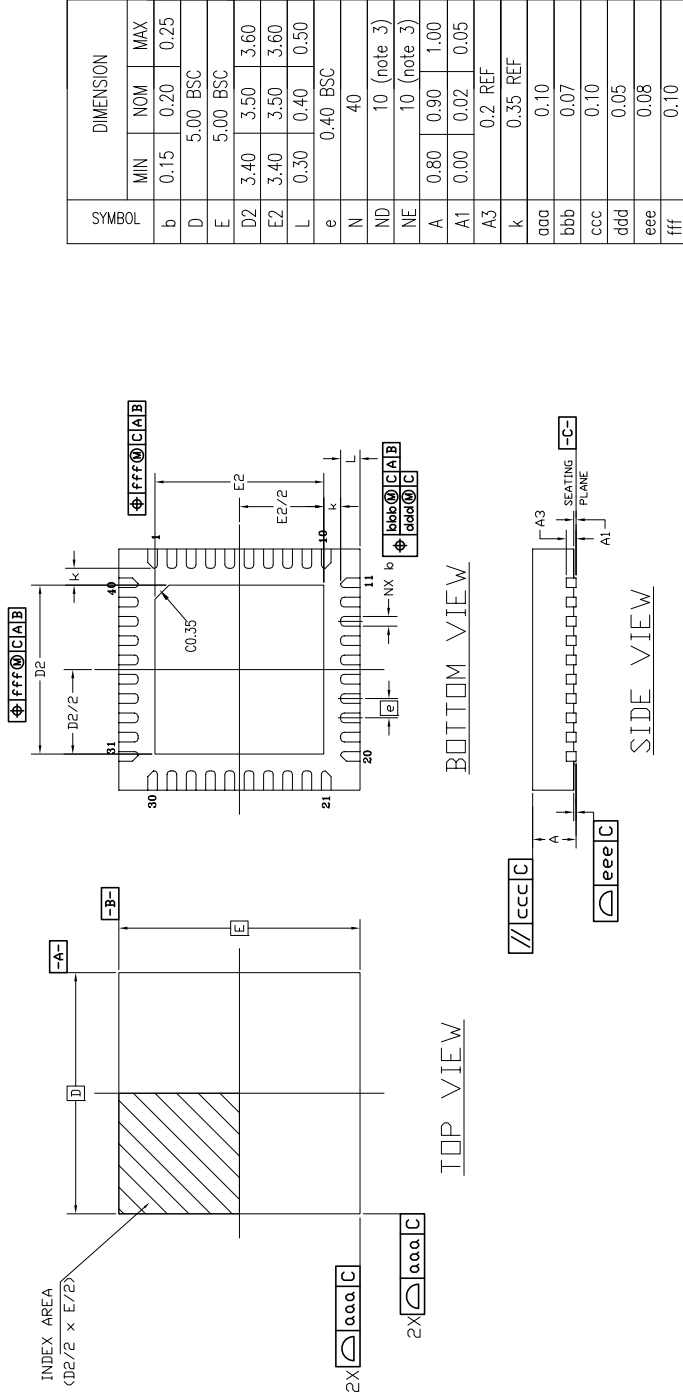 INDEX AREA
(D2/2 x E/2)
D
-A-
-B-
E
2X ⌓ aaa C
2X ⌓ aaa C
TOP VIEW
⌖ fff Ⓜ C A B
D2
D2/2
k
⌖ fff Ⓜ C A B
31
40
30
1
C0.35
E2
E2/2
k
L
21
10
20
11
e
NX b
⌖ bbb Ⓜ C A B
ddd Ⓜ C
BOTTOM VIEW
// ccc C
A
⌓ eee C
A3
SEATING
PLANE
-C-
A1
SIDE VIEW
SYMBOL DIMENSION
MIN NOM MAX
b 0.15 0.20 0.25
D 5.00 BSC
E 5.00 BSC
D2 3.40 3.50 3.60
E2 3.40 3.50 3.60
L 0.30 0.40 0.50
e 0.40 BSC
N 40
ND 10 (note 3)
NE 10 (note 3)
A 0.80 0.90 1.00
A1 0.00 0.02 0.05
A3 0.2 REF
k 0.35 REF
aaa 0.10
bbb 0.07
ccc 0.10
ddd 0.05
eee 0.08
fff 0.10